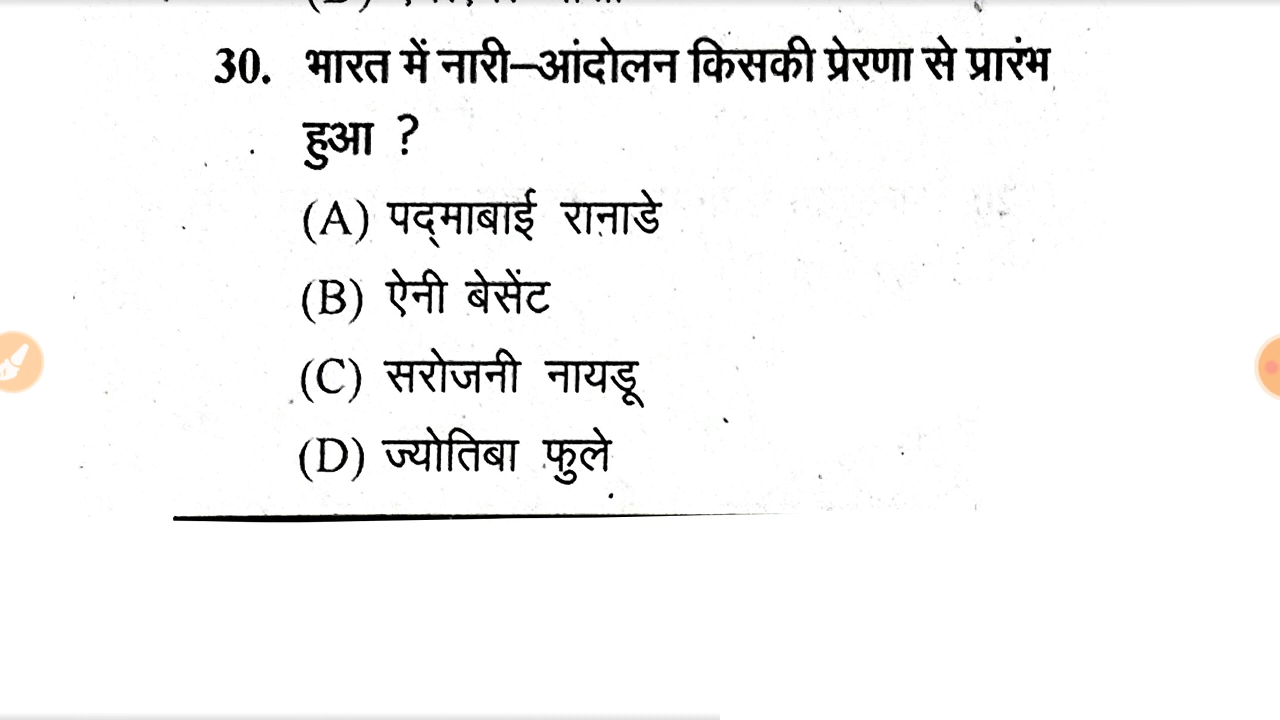 30. भारत में नारी–आंदोलन किसकी प्रेरणा से प्रारंभ
हुआ ?
(A) पद्माबाई रानाडे
(B) ऐनी बेसेंट
(C) सरोजनी नायडू
(D) ज्योतिबा फुले